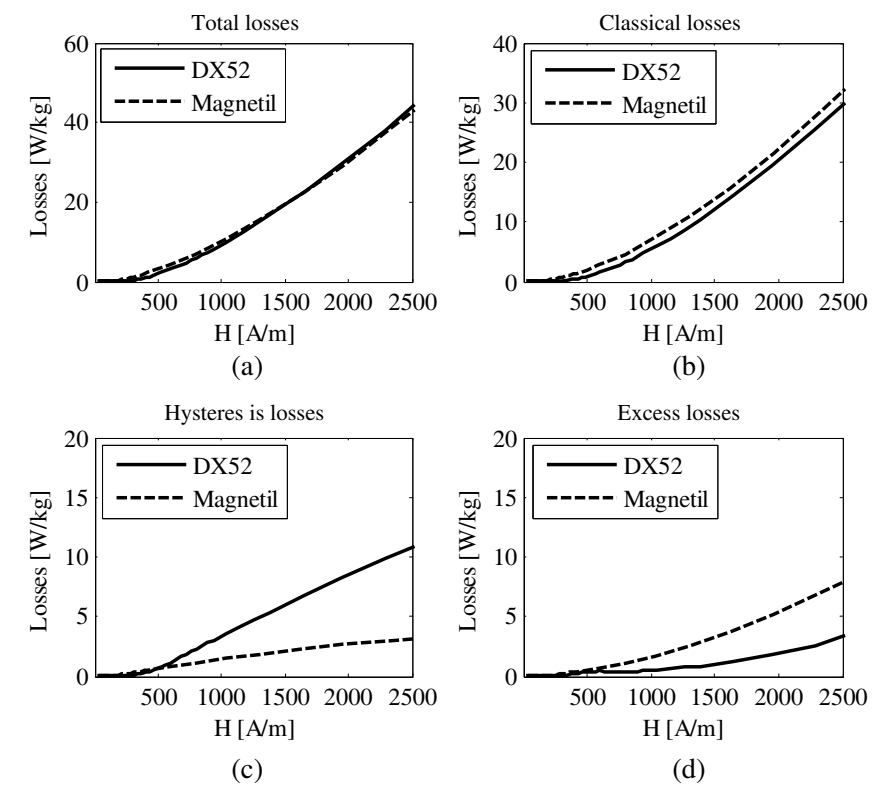 Total losses
60
40
20
0
Losses [W/kg]
DX52
Magnetil
500 1000 1500 2000 2500
H [A/m]
(a)
Classical losses
40
30
20
10
0
Losses [W/kg]
DX52
Magnetil
500 1000 1500 2000 2500
H [A/m]
(b)
Hysteres is losses
20
15
10
5
0
Losses [W/kg]
DX52
Magnetil
500 1000 1500 2000 2500
H [A/m]
(c)
Excess losses
20
15
10
5
0
Losses [W/kg]
DX52
Magnetil
500 1000 1500 2000 2500
H [A/m]
(d)